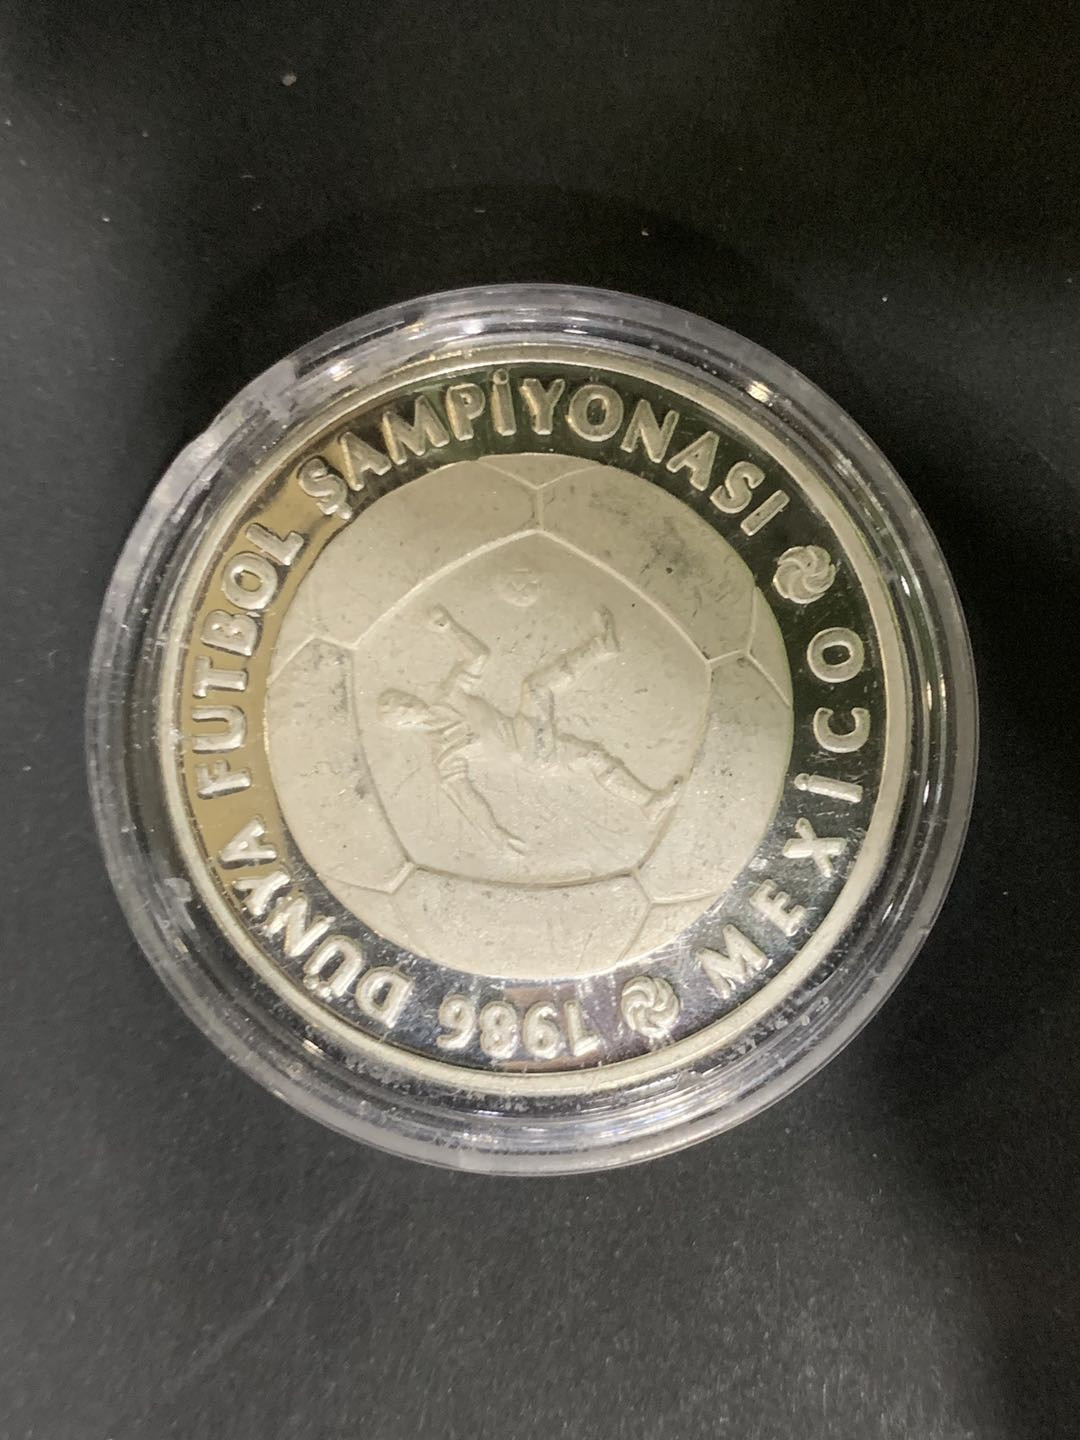 1986 DÜNYA FUTBOL ŞAMPİYONASI
MEXİCO